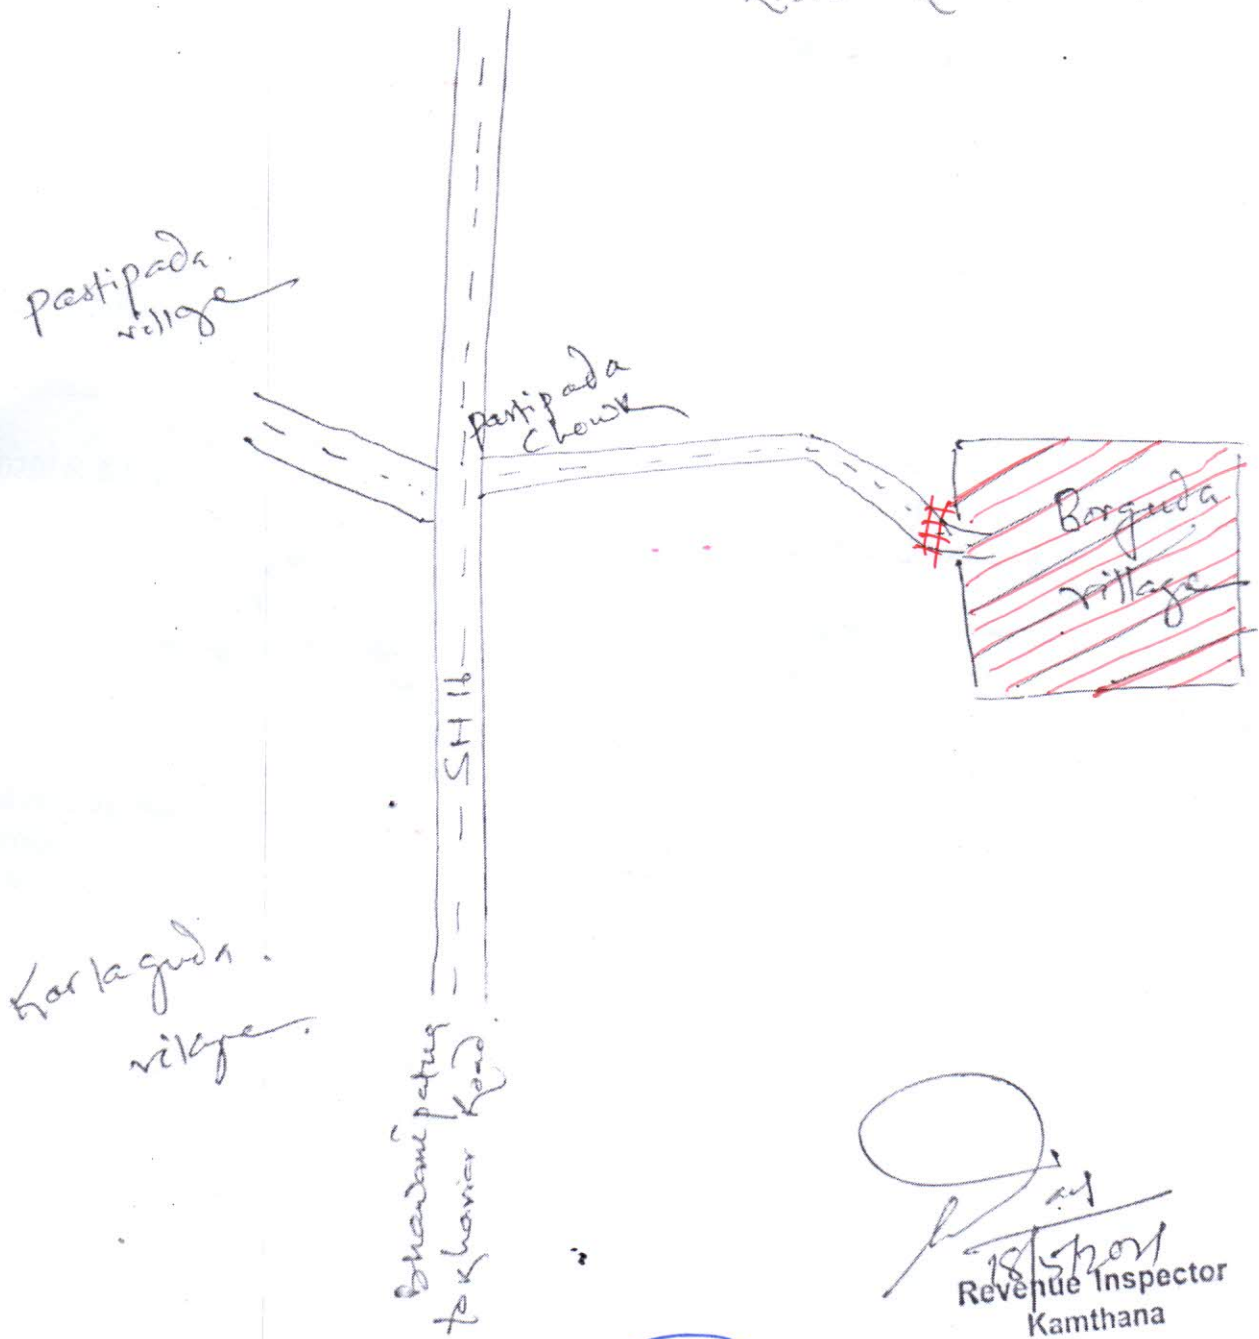 pastipada
village
pastipada
Chowk
Borguda
village
SH 16
Karlaguda
village
Bhawanipatna
to Khariar Road
18/5/2021
Revenue Inspector
Kamthana